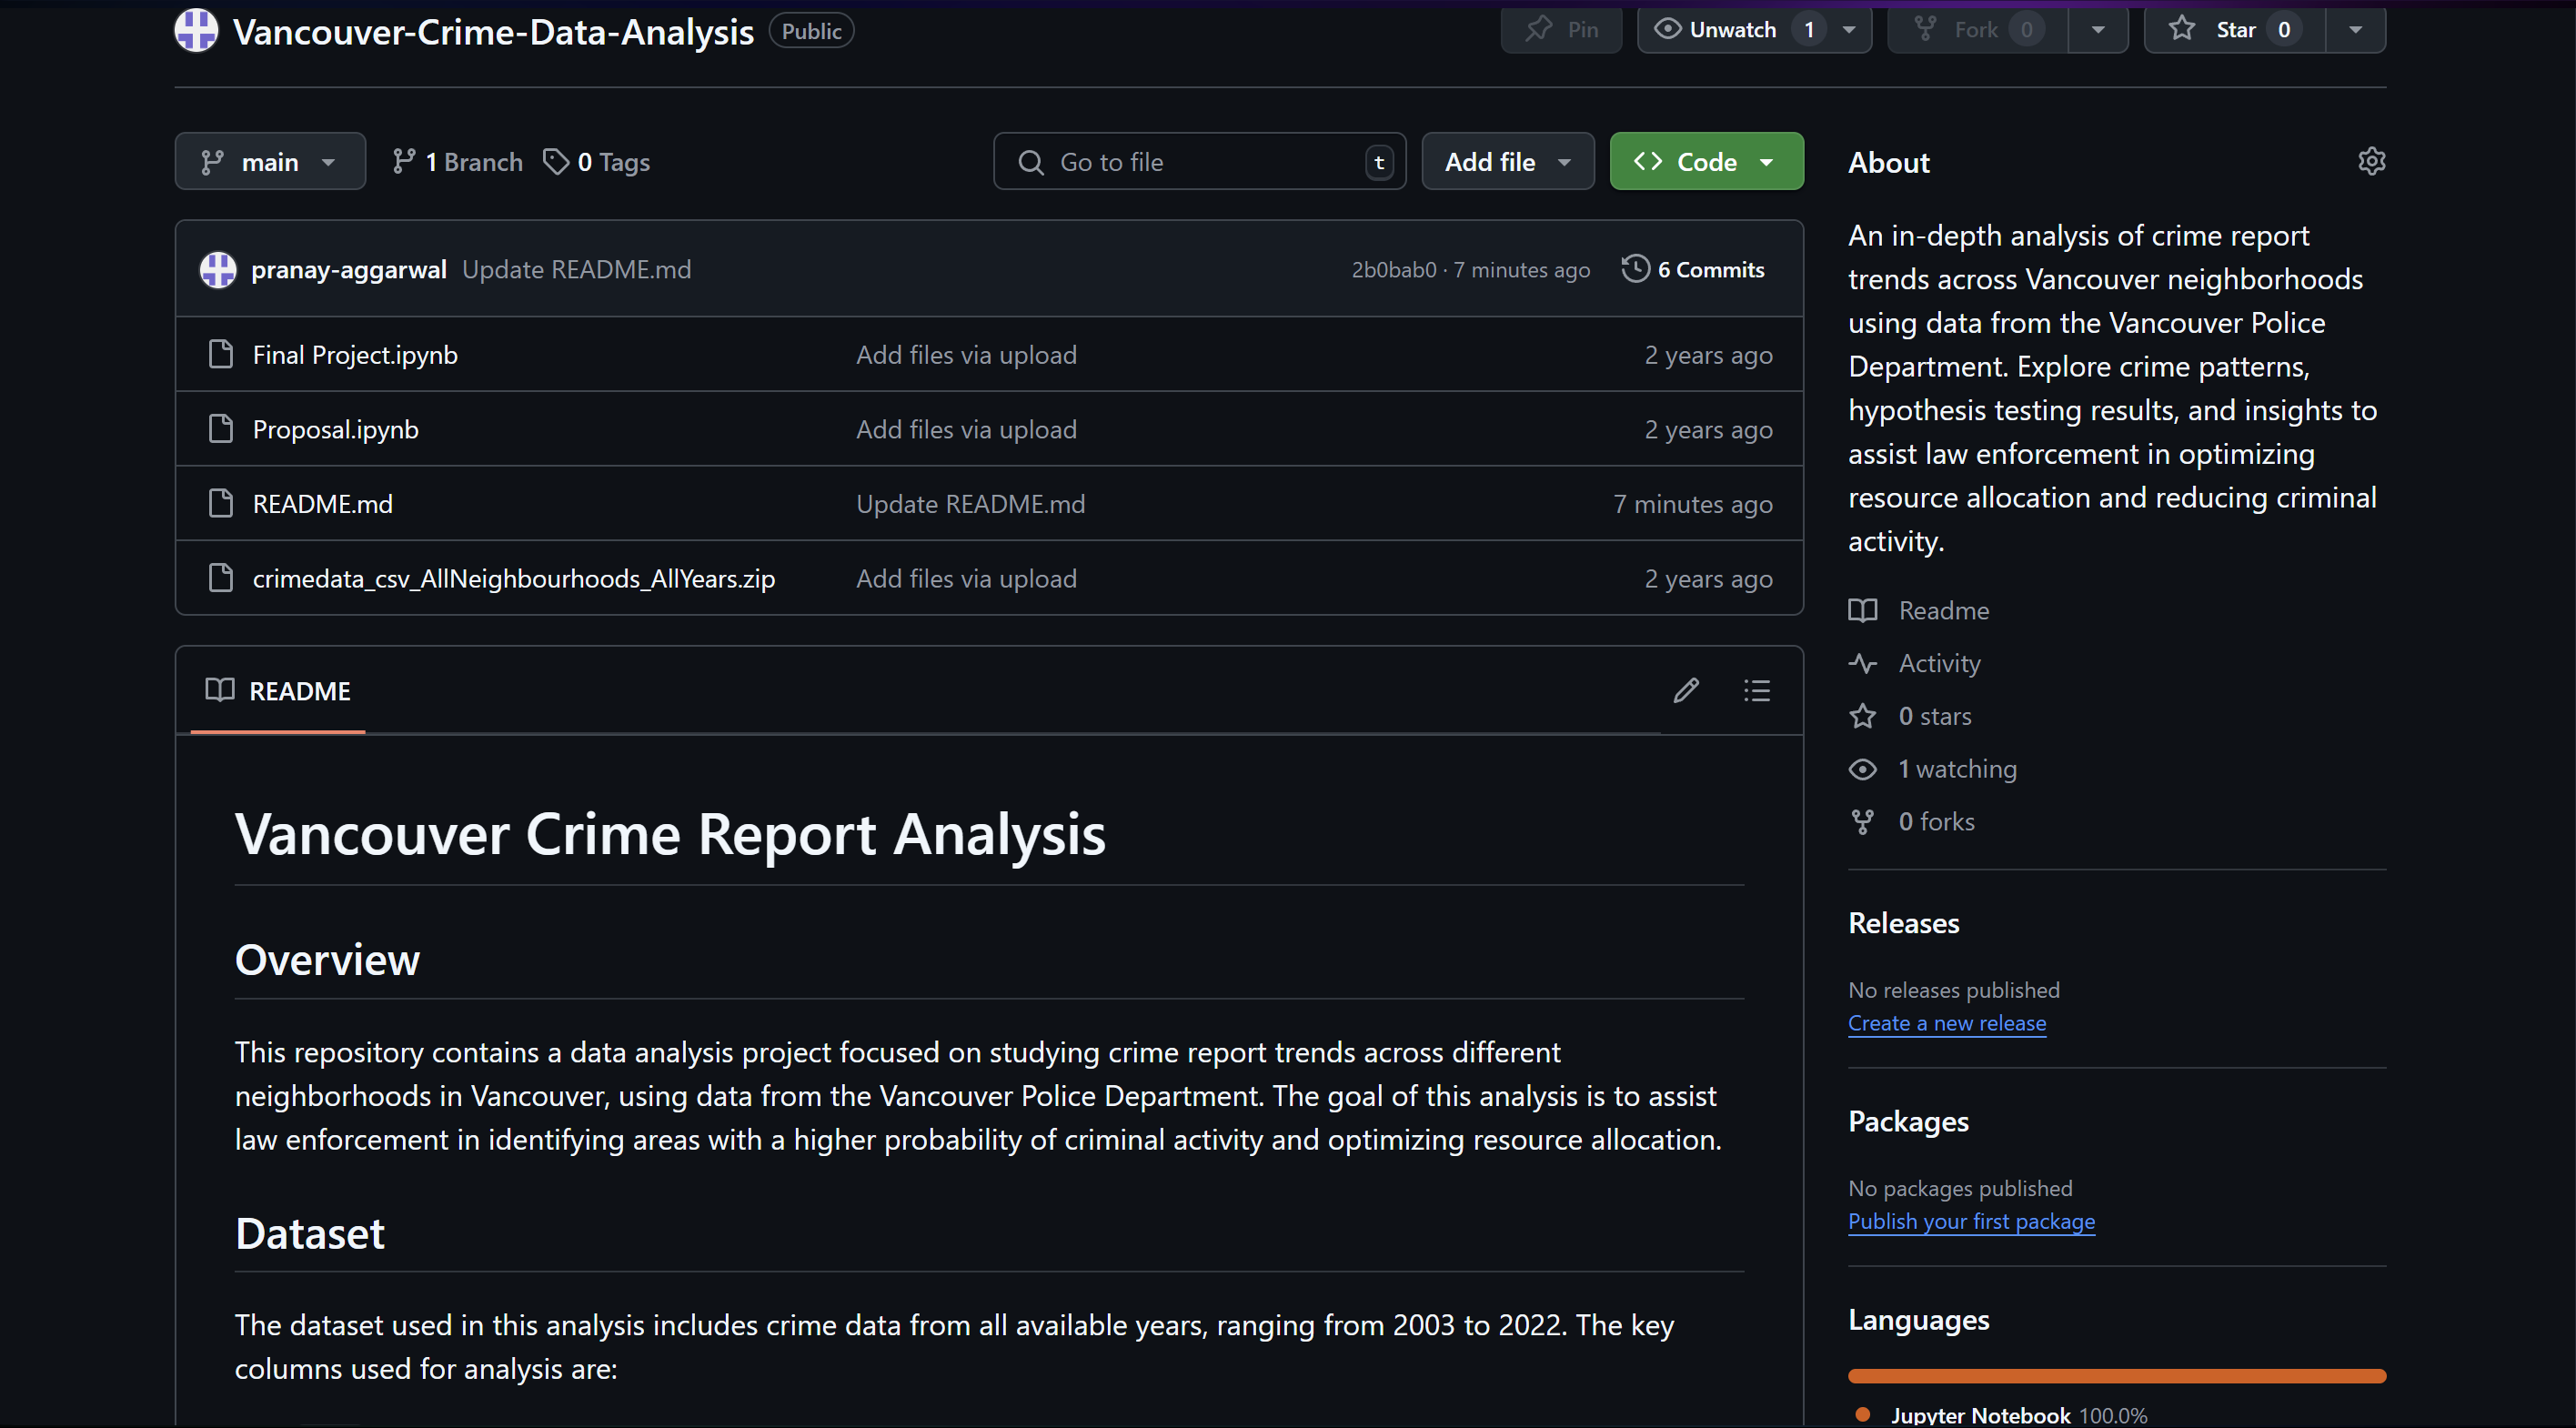 Vancouver-Crime-Data-Analysis Public
Pin
Unwatch 1
Fork 0
Star 0
main
1 Branch
0 Tags
Go to file
t
Add file
Code
pranay-aggarwal Update README.md 2b0bab0 · 7 minutes ago 6 Commits
Final Project.ipynb Add files via upload 2 years ago
Proposal.ipynb Add files via upload 2 years ago
README.md Update README.md 7 minutes ago
crimedata_csv_AllNeighbourhoods_AllYears.zip Add files via upload 2 years ago
README
Vancouver Crime Report Analysis
Overview
This repository contains a data analysis project focused on studying crime report trends across different
neighborhoods in Vancouver, using data from the Vancouver Police Department. The goal of this analysis is to assist
law enforcement in identifying areas with a higher probability of criminal activity and optimizing resource allocation.
Dataset
The dataset used in this analysis includes crime data from all available years, ranging from 2003 to 2022. The key
columns used for analysis are:
About
An in-depth analysis of crime report
trends across Vancouver neighborhoods
using data from the Vancouver Police
Department. Explore crime patterns,
hypothesis testing results, and insights to
assist law enforcement in optimizing
resource allocation and reducing criminal
activity.
Readme
Activity
0 stars
1 watching
0 forks
Releases
No releases published
Create a new release
Packages
No packages published
Publish your first package
Languages
Jupyter Notebook 100.0%